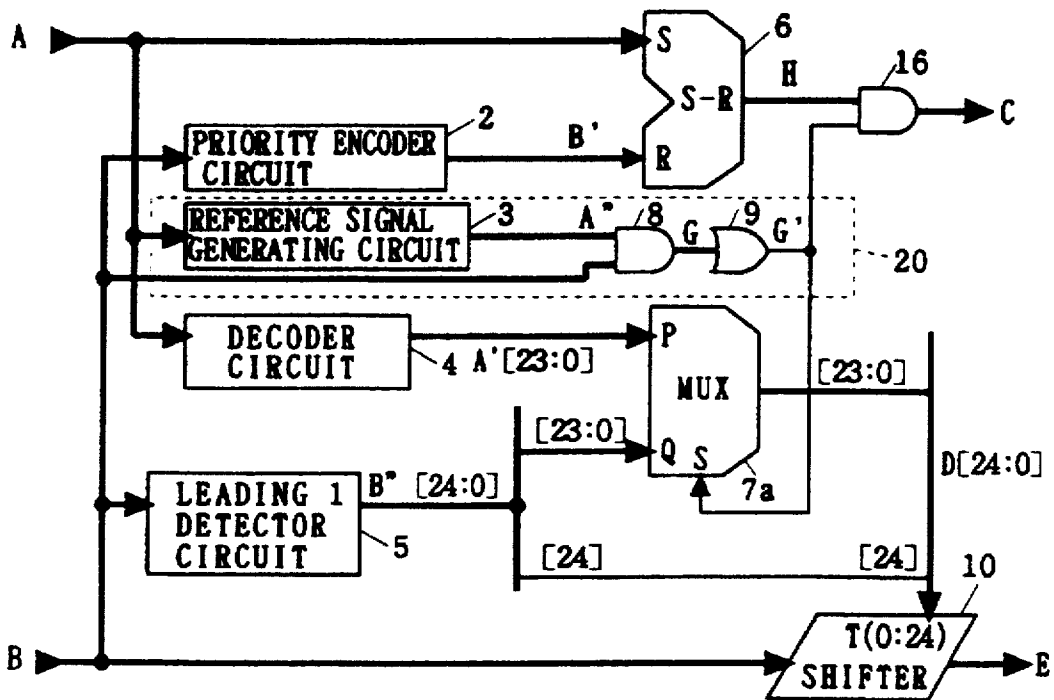 A
S
6
S-R
H
16
C
PRIORITY ENCODER
CIRCUIT
2
B'
R
REFERENCE SIGNAL
GENERATING CIRCUIT
3
A"
8
G
9
G'
20
DECODER
CIRCUIT
4
A'[23:0]
P
MUX
[23:0]
[23:0]
Q
S
7a
D[24:0]
LEADING 1
DETECTOR
CIRCUIT
5
B" [24:0]
[24]
[24]
10
B
T(0:24)
SHIFTER
E